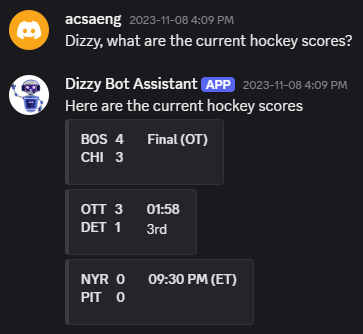 acsaeng 2023-11-08 4:09 PM
Dizzy, what are the current hockey scores?
Dizzy Bot Assistant APP 2023-11-08 4:09 PM
Here are the current hockey scores
BOS 4 Final (OT)
CHI 3
OTT 3 01:58
DET 1 3rd
NYR 0 09:30 PM (ET)
PIT 0